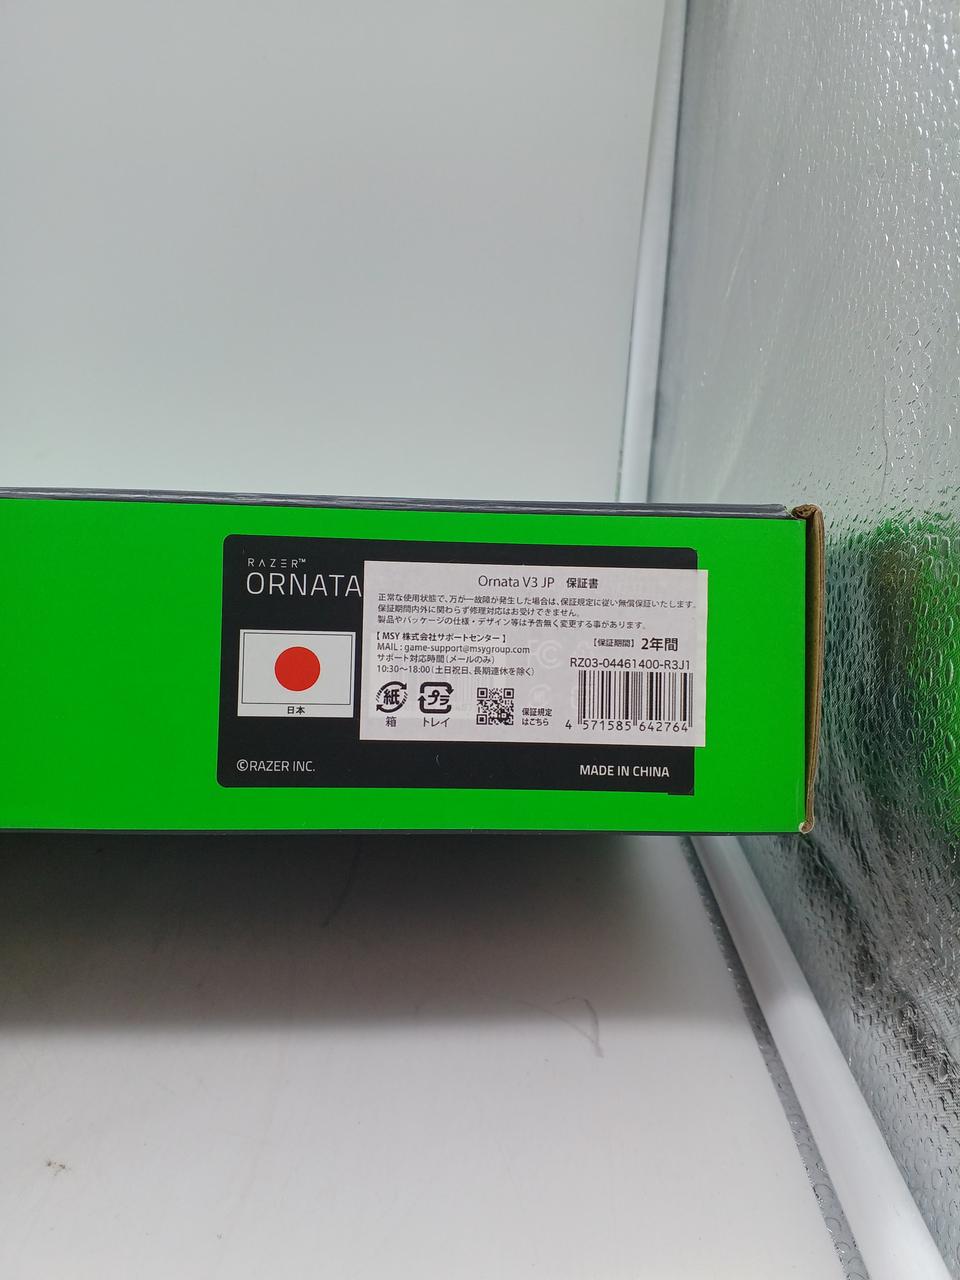 RAZER™
ORNATA
日本
©RAZER INC.
MADE IN CHINA
Ornata V3 JP 保証書
正常な使用状態で、万が一故障が発生した場合は、保証規定に従い無償保証いたします。
保証期間内外に関わらず修理対応はお受けできません。
製品やパッケージの仕様・デザイン等は予告無く変更する事があります。
【 MSY 株式会社サポートセンター 】
MAIL : game-support@msygroup.com
サポート対応時間（メールのみ）
10:30～18:00（土日祝日、長期連休を除く）
【保証期間】 2年間
RZ03-04461400-R3J1
紙
箱
プラ
トレイ
保証規定
はこちら
4 571585 642764